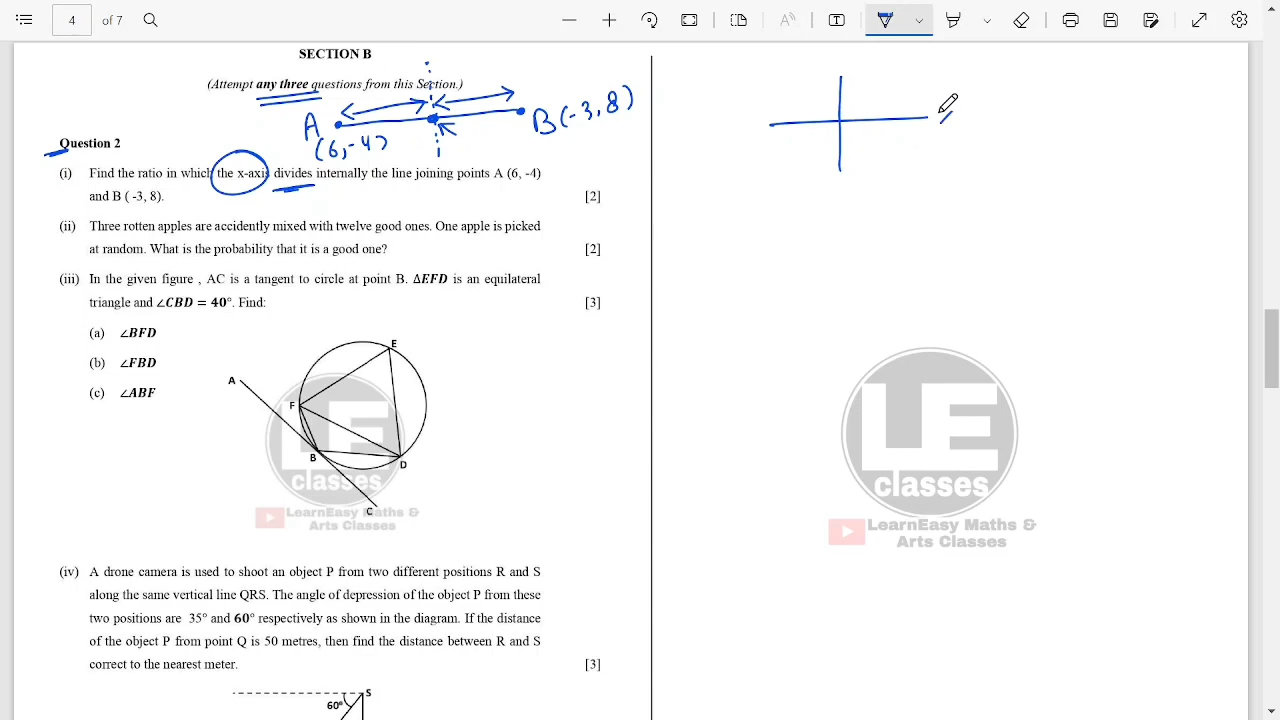 4 of 7
SECTION B
(Attempt any three questions from this Section.)
A
(6, -4)
B (-3, 8)
Question 2
(i) Find the ratio in which the x-axis divides internally the line joining points A (6, -4)
and B ( -3, 8). [2]
(ii) Three rotten apples are accidently mixed with twelve good ones. One apple is picked
at random. What is the probability that it is a good one? [2]
(iii) In the given figure , AC is a tangent to circle at point B. ΔEFD is an equilateral
triangle and ∠CBD = 40°. Find: [3]
(a) ∠BFD
(b) ∠FBD
(c) ∠ABF
E
A
F
B
D
C
LE
classes
LearnEasy Maths &
Arts Classes
LE
classes
LearnEasy Maths &
Arts Classes
(iv) A drone camera is used to shoot an object P from two different positions R and S
along the same vertical line QRS. The angle of depression of the object P from these
two positions are 35° and 60° respectively as shown in the diagram. If the distance
of the object P from point Q is 50 metres, then find the distance between R and S
correct to the nearest meter. [3]
S
60°